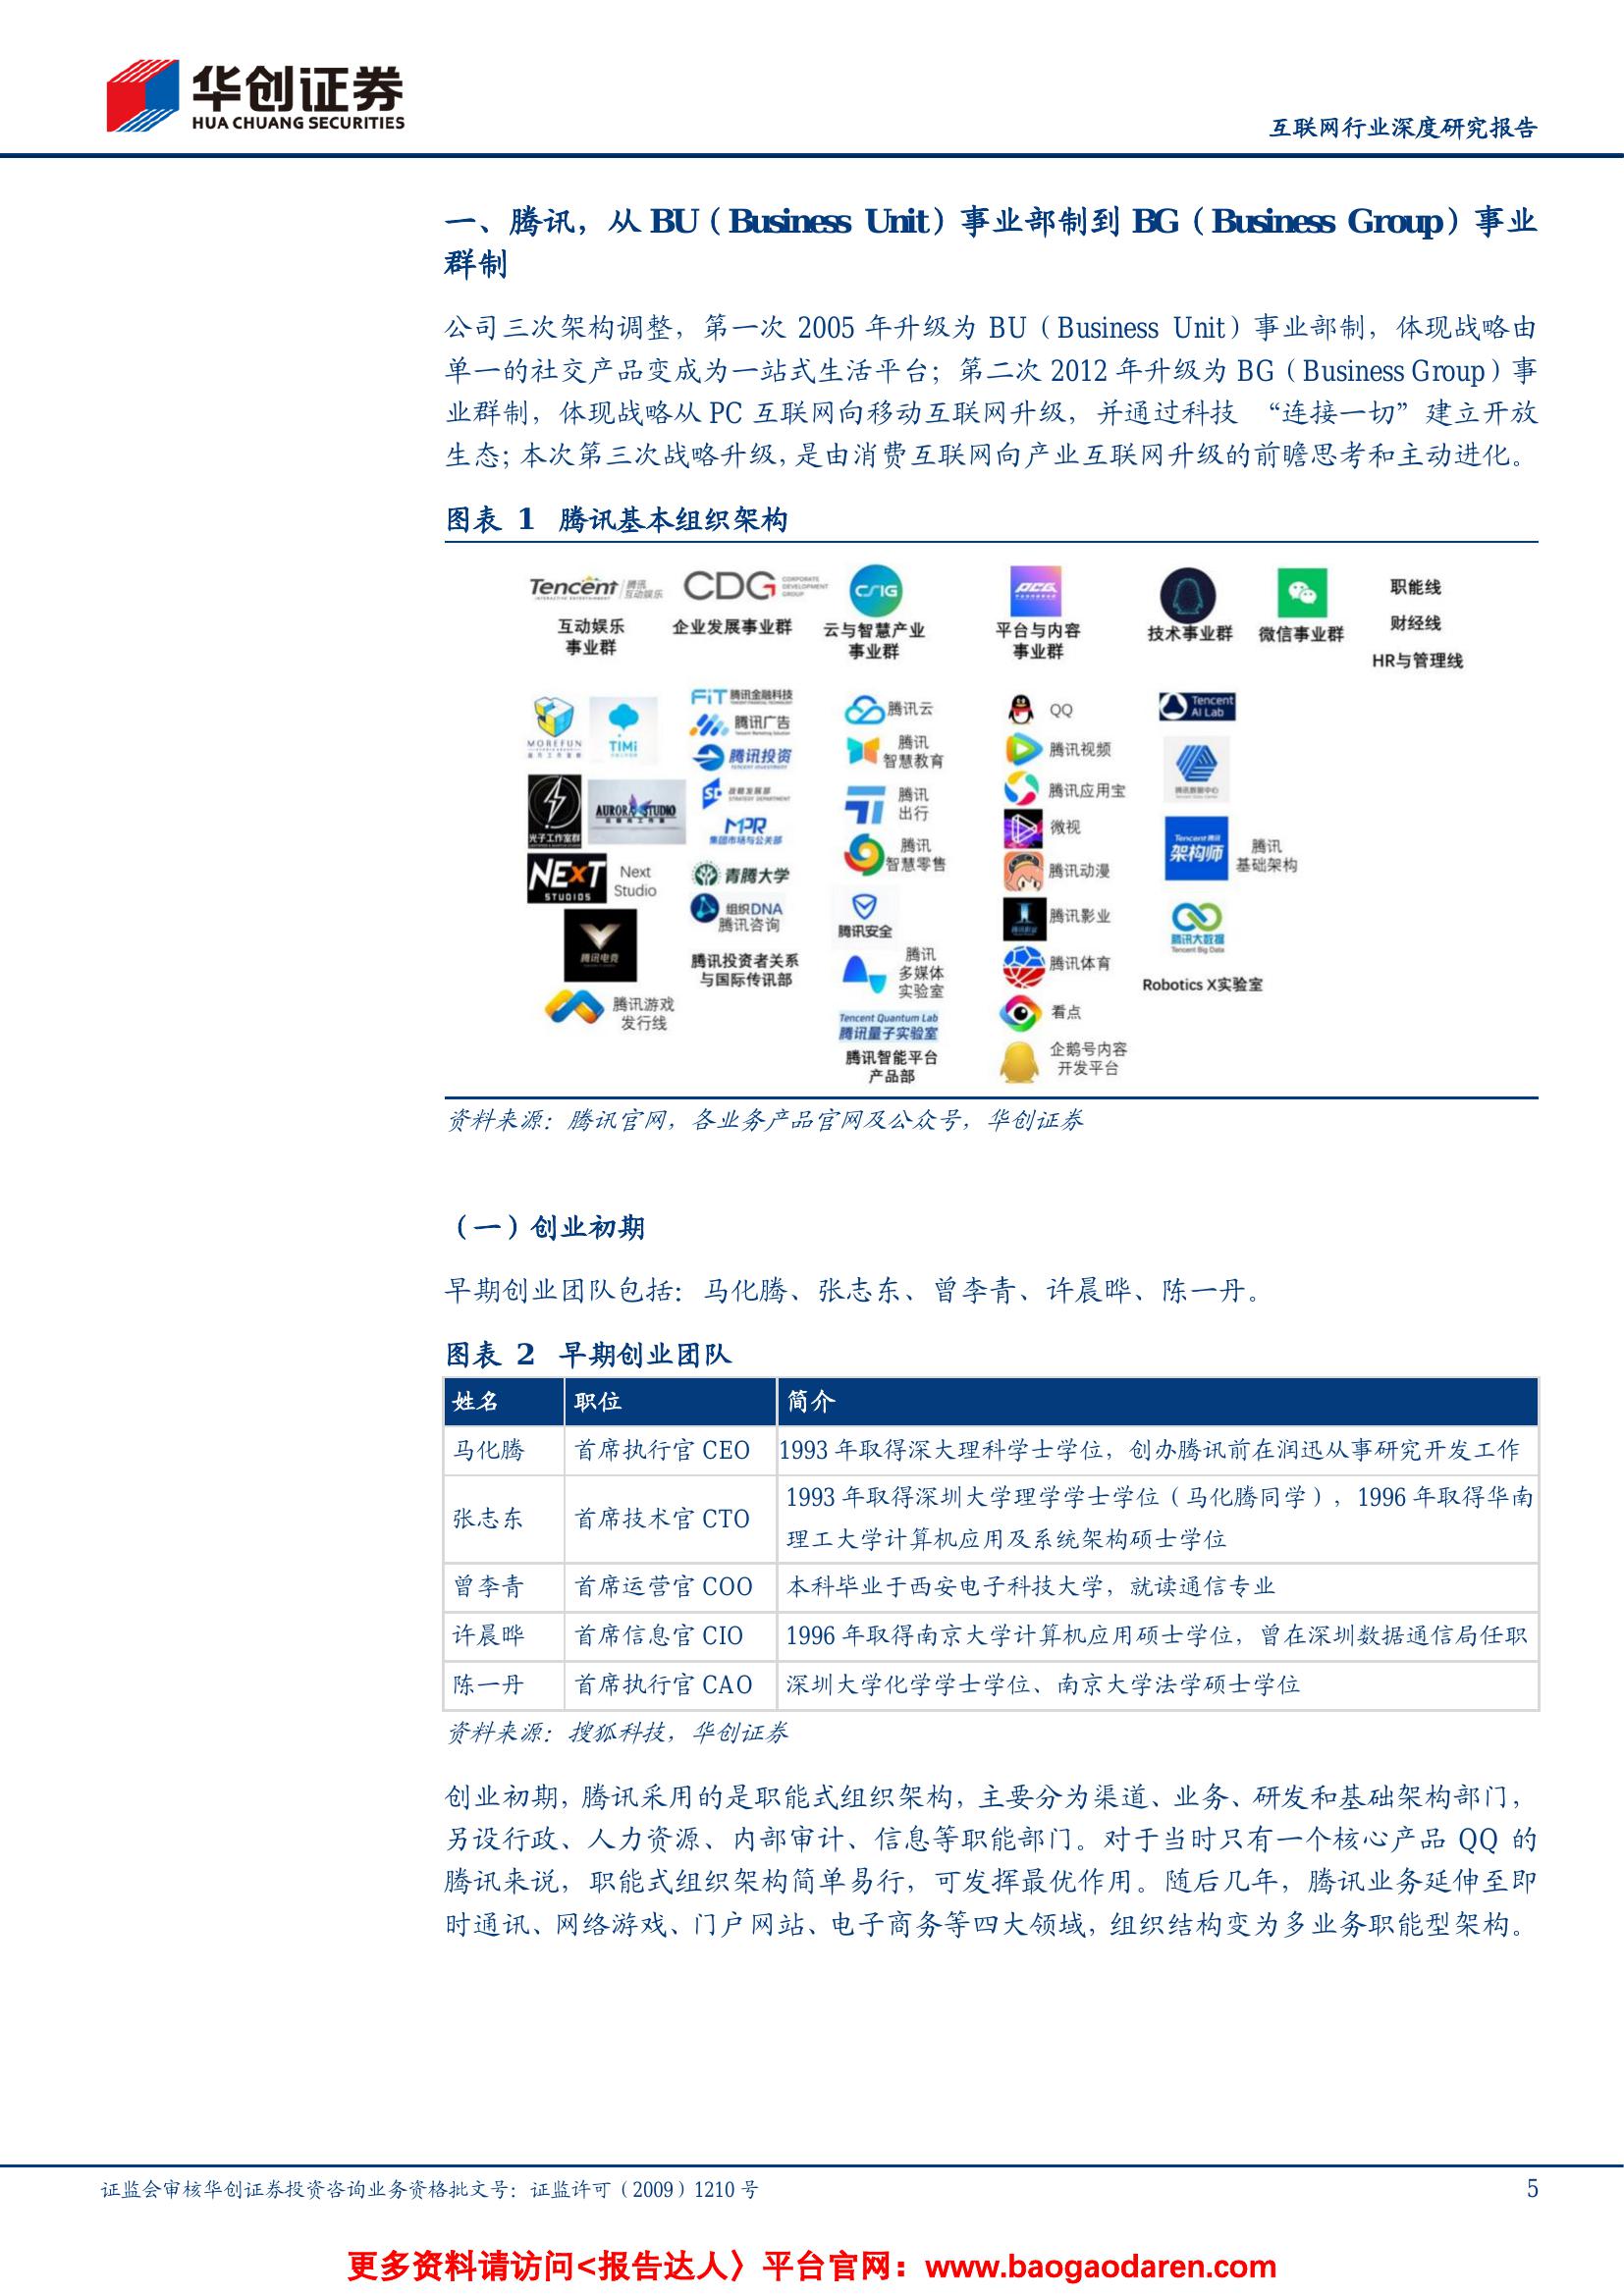 华创证券
HUA CHUANG SECURITIES
互联网行业深度研究报告
一、腾讯，从 BU（Business Unit）事业部制到 BG（Business Group）事业
群制
公司三次架构调整，第一次 2005 年升级为 BU（Business Unit）事业部制，体现战略由
单一的社交产品变成为一站式生活平台；第二次 2012 年升级为 BG（Business Group）事
业群制，体现战略从 PC 互联网向移动互联网升级，并通过科技 “连接一切”建立开放
生态；本次第三次战略升级，是由消费互联网向产业互联网升级的前瞻思考和主动进化。
图表 1 腾讯基本组织架构
Tencent 腾讯互动娱乐
INTERACTIVE ENTERTAINMENT
互动娱乐
事业群
MOREFUN
TiMi
光子工作室群
AURORA STUDIO
NEXT
STUDIOS
Next
Studio
腾讯电竞
腾讯游戏
发行线
CDG CORPORATE DEVELOPMENT GROUP
企业发展事业群
FiT 腾讯金融科技
腾讯广告
腾讯投资
TENCENT INVESTMENT
战略发展部
STRATEGY DEPARTMENT
MPR
集团市场与公关部
青腾大学
组织DNA
腾讯咨询
腾讯投资者关系
与国际传讯部
CSIG
云与智慧产业
事业群
腾讯云
腾讯
智慧教育
腾讯
出行
腾讯
智慧零售
腾讯安全
腾讯
多媒体
实验室
Tencent Quantum Lab
腾讯量子实验室
腾讯智能平台
产品部
PCG
平台与内容
事业群
QQ
腾讯视频
腾讯应用宝
微视
腾讯动漫
腾讯影业
腾讯体育
看点
企鹅号内容
开发平台
技术事业群
Tencent
AI Lab
腾讯数据中心
Tencent 腾讯
架构师
腾讯
基础架构
腾讯大数据
Tencent Big Data
Robotics X实验室
微信事业群
职能线
财经线
HR与管理线
资料来源：腾讯官网，各业务产品官网及公众号，华创证券
（一）创业初期
早期创业团队包括：马化腾、张志东、曾李青、许晨晔、陈一丹。
图表 2 早期创业团队
姓名 职位 简介
马化腾 首席执行官 CEO 1993 年取得深大理科学士学位，创办腾讯前在润迅从事研究开发工作
张志东 首席技术官 CTO 1993 年取得深圳大学理学学士学位（马化腾同学），1996 年取得华南
理工大学计算机应用及系统架构硕士学位
曾李青 首席运营官 COO 本科毕业于西安电子科技大学，就读通信专业
许晨晔 首席信息官 CIO 1996 年取得南京大学计算机应用硕士学位，曾在深圳数据通信局任职
陈一丹 首席执行官 CAO 深圳大学化学学士学位、南京大学法学硕士学位
资料来源：搜狐科技，华创证券
创业初期，腾讯采用的是职能式组织架构，主要分为渠道、业务、研发和基础架构部门，
另设行政、人力资源、内部审计、信息等职能部门。对于当时只有一个核心产品 QQ 的
腾讯来说，职能式组织架构简单易行，可发挥最优作用。随后几年，腾讯业务延伸至即
时通讯、网络游戏、门户网站、电子商务等四大领域，组织结构变为多业务职能型架构。
证监会审核华创证券投资咨询业务资格批文号：证监许可（2009）1210 号
5
更多资料请访问<报告达人〉平台官网：www.baogaodaren.com